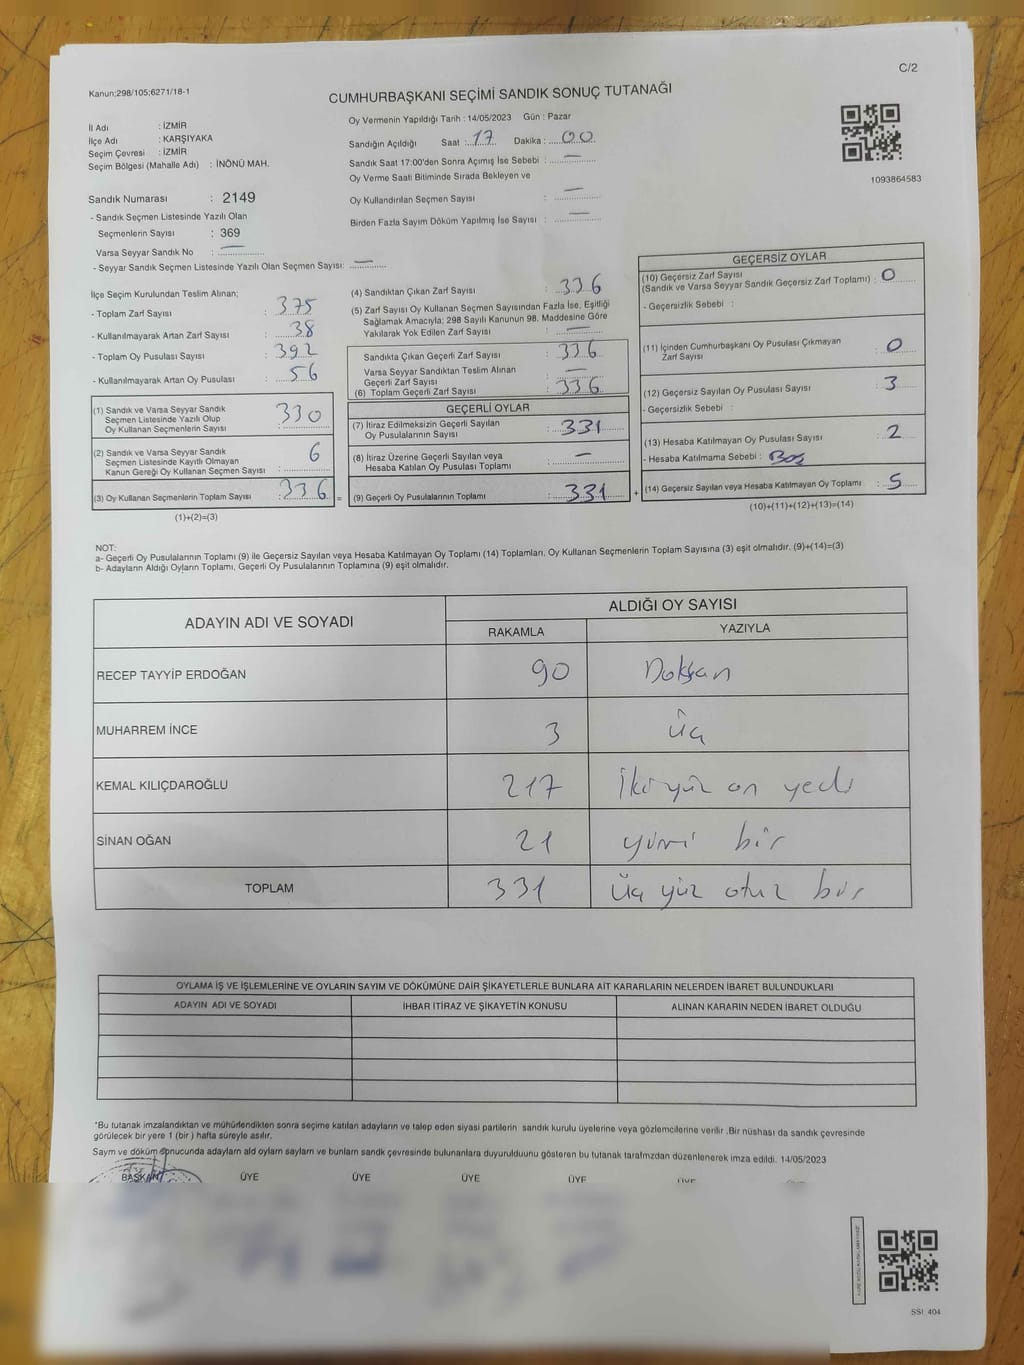 C/2
Kanun;298/105;6271/18-1
CUMHURBAŞKANI SEÇİMİ SANDIK SONUÇ TUTANAĞI
İl Adı : İZMİR
İlçe Adı : KARŞIYAKA
Seçim Çevresi : İZMİR
Seçim Bölgesi (Mahalle Adı) : İNÖNÜ MAH.
Sandık Numarası : 2149
- Sandık Seçmen Listesinde Yazılı Olan
Seçmenlerin Sayısı : 369
Varsa Seyyar Sandık No : —
- Seyyar Sandık Seçmen Listesinde Yazılı Olan Seçmen Sayısı: —
Oy Vermenin Yapıldığı Tarih : 14/05/2023 Gün : Pazar
Sandığın Açıldığı Saat : 17 Dakika : 00
Sandık Saat 17:00'den Sonra Açımış İse Sebebi : —
Oy Verme Saati Bitiminde Sırada Bekleyen ve
Oy Kullandırılan Seçmen Sayısı : —
Birden Fazla Sayım Döküm Yapılmış İse Sayısı : —
1093864583
İlçe Seçim Kurulundan Teslim Alınan;
- Toplam Zarf Sayısı : 375
- Kullanılmayarak Artan Zarf Sayısı : 38
- Toplam Oy Pusulası Sayısı : 392
- Kullanılmayarak Artan Oy Pusulası : 56
(1) Sandık ve Varsa Seyyar Sandık
Seçmen Listesinde Yazılı Olup
Oy Kullanan Seçmenlerin Sayısı : 330
(2) Sandık ve Varsa Seyyar Sandık
Seçmen Listesinde Kayıtlı Olmayan
Kanun Gereği Oy Kullanan Seçmen Sayısı : 6
(3) Oy Kullanan Seçmenlerin Toplam Sayısı : 336 =
(1)+(2)=(3)
(4) Sandıktan Çıkan Zarf Sayısı : 336
(5) Zarf Sayısı Oy Kullanan Seçmen Sayısından Fazla İse, Eşitliği
Sağlamak Amacıyla; 298 Sayılı Kanunun 98. Maddesine Göre
Yakılarak Yok Edilen Zarf Sayısı : —
Sandıkta Çıkan Geçerli Zarf Sayısı : 336
Varsa Seyyar Sandıktan Teslim Alınan
Geçerli Zarf Sayısı : —
(6) Toplam Geçerli Zarf Sayısı : 336
GEÇERLİ OYLAR
(7) İtiraz Edilmeksizin Geçerli Sayılan
Oy Pusulalarının Sayısı : 331
(8) İtiraz Üzerine Geçerli Sayılan veya
Hesaba Katılan Oy Pusulası Toplamı : —
(9) Geçerli Oy Pusulalarının Toplamı : 331 +
GEÇERSİZ OYLAR
(10) Geçersiz Zarf Sayısı
(Sandık ve Varsa Seyyar Sandık Geçersiz Zarf Toplamı) : 0
- Geçersizlik Sebebi :
(11) İçinden Cumhurbaşkanı Oy Pusulası Çıkmayan
Zarf Sayısı : 0
(12) Geçersiz Sayılan Oy Pusulası Sayısı : 3
- Geçersizlik Sebebi :
(13) Hesaba Katılmayan Oy Pusulası Sayısı : 2
- Hesaba Katılmama Sebebi : Boş
(14) Geçersiz Sayılan veya Hesaba Katılmayan Oy Toplamı : 5
(10)+(11)+(12)+(13)=(14)
NOT:
a- Geçerli Oy Pusulalarının Toplamı (9) ile Geçersiz Sayılan veya Hesaba Katılmayan Oy Toplamı (14) Toplamları, Oy Kullanan Seçmenlerin Toplam Sayısına (3) eşit olmalıdır. (9)+(14)=(3)
b- Adayların Aldığı Oyların Toplamı, Geçerli Oy Pusulalarının Toplamına (9) eşit olmalıdır.
ADAYIN ADI VE SOYADI ALDIĞI OY SAYISI
RAKAMLA YAZIYLA
RECEP TAYYİP ERDOĞAN 90 Doksan
MUHARREM İNCE 3 üç
KEMAL KILIÇDAROĞLU 217 İki yüz on yedi
SİNAN OĞAN 21 yirmi bir
TOPLAM 331 Üç yüz otuz bir
OYLAMA İŞ VE İŞLEMLERİNE VE OYLARIN SAYIM VE DÖKÜMÜNE DAİR ŞİKAYETLERLE BUNLARA AİT KARARLARIN NELERDEN İBARET BULUNDUKLARI
ADAYIN ADI VE SOYADI İHBAR İTİRAZ VE ŞİKAYETİN KONUSU ALINAN KARARIN NEDEN İBARET OLDUĞU
*Bu tutanak imzalandıktan ve mühürlendikten sonra seçime katılan adayların ve talep eden siyasi partilerin sandık kurulu üyelerine veya gözlemcilerine verilir .Bir nüshası da sandık çevresinde
görülecek bir yere 1 (bir ) hafta süreyle asılır.
Sayım ve döküm sonucunda adayların ald oyların sayların ve bunların sandk çevresinde bulunanlara duyurulduunu gösteren bu tutanak tarafmzdan düzenlenerek imza edildi. 14/05/2023
BAŞKAN ÜYE ÜYE ÜYE ÜYE
SSI 404